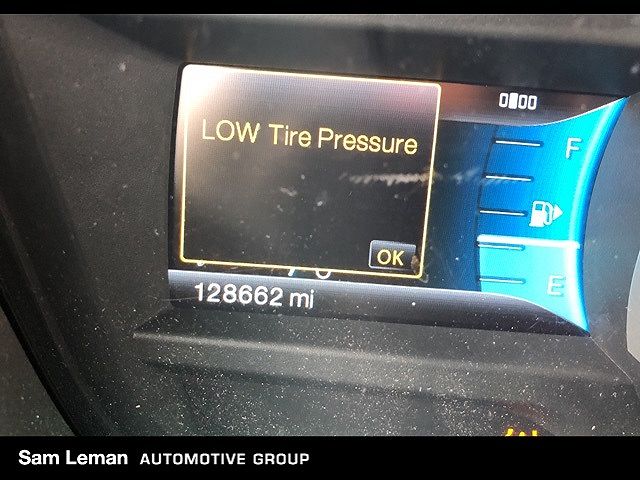 LOW Tire Pressure
OK
F
E
128662 mi
Sam Leman AUTOMOTIVE GROUP